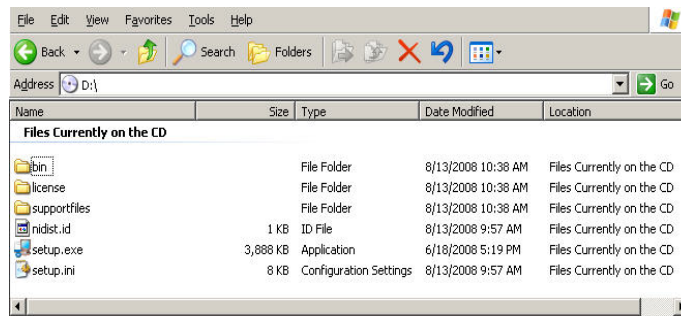 File Edit View Favorites Tools Help
Back Search Folders
Address D:\ Go
Name Size Type Date Modified Location
Files Currently on the CD
bin File Folder 8/13/2008 10:38 AM Files Currently on the CD
license File Folder 8/13/2008 10:38 AM Files Currently on the CD
supportfiles File Folder 8/13/2008 10:38 AM Files Currently on the CD
nidist.id 1 KB ID File 8/13/2008 9:57 AM Files Currently on the CD
setup.exe 3,888 KB Application 6/18/2008 5:19 PM Files Currently on the CD
setup.ini 8 KB Configuration Settings 8/13/2008 9:57 AM Files Currently on the CD